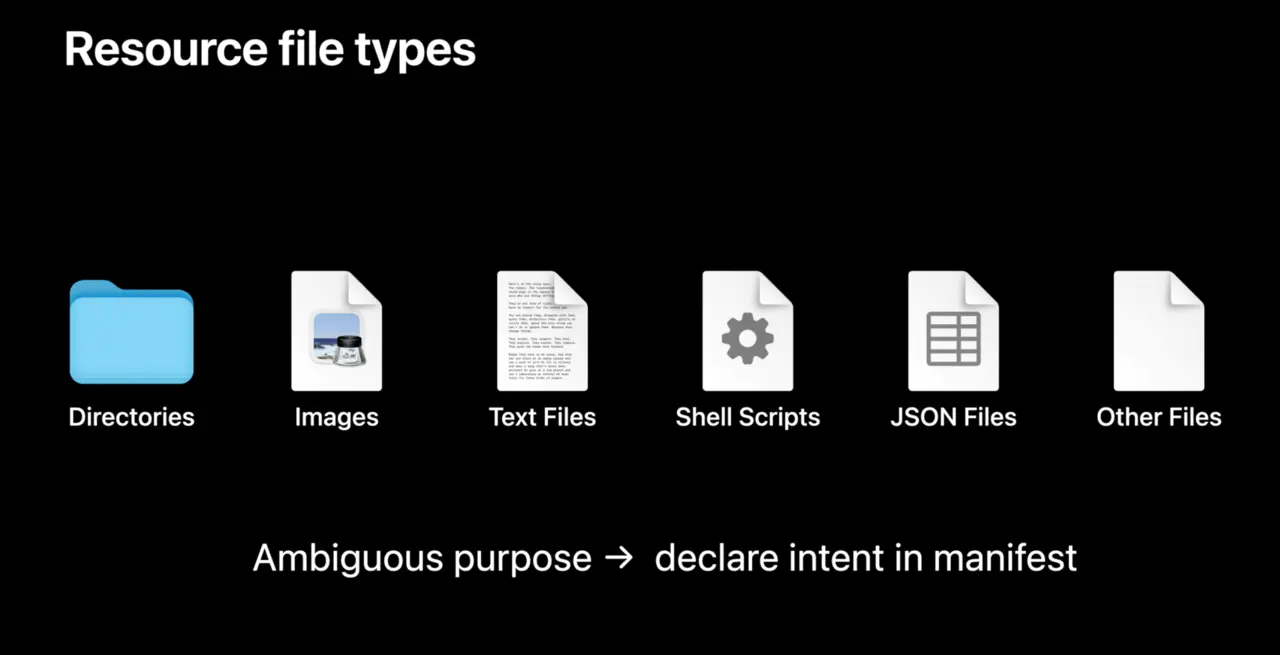 Resource file types
Directories
Images
Text Files
Shell Scripts
JSON Files
Other Files
Ambiguous purpose → declare intent in manifest